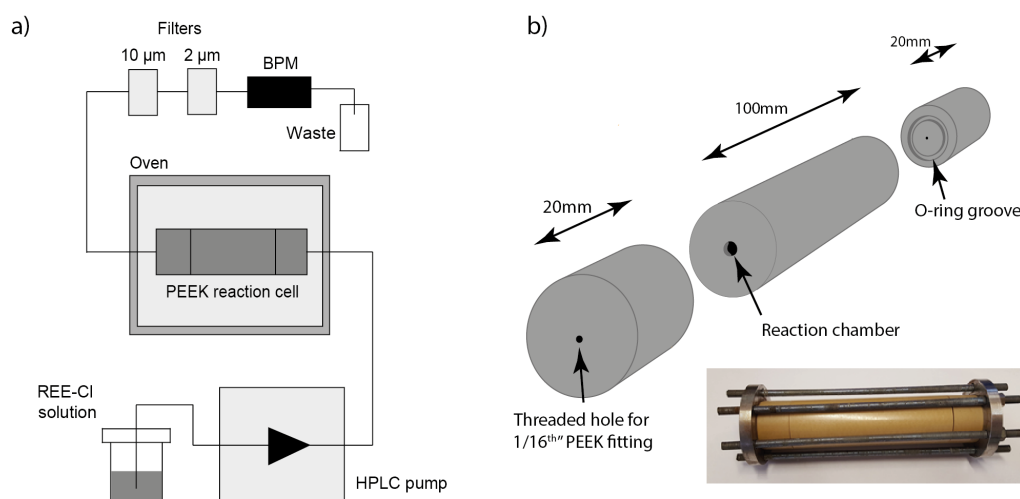 a)
Filters
10 µm
2 µm
BPM
Waste
Oven
PEEK reaction cell
REE-Cl
solution
HPLC pump
b)
20mm
100mm
20mm
O-ring groove
Reaction chamber
Threaded hole for
1/16th" PEEK fitting